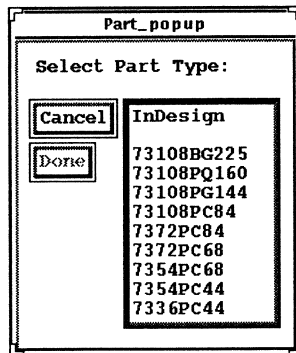 Part_popup
Select Part Type:
Cancel
Done
InDesign
73108BG225
73108PQ160
73108PG144
73108PC84
7372PC84
7372PC68
7354PC68
7354PC44
7336PC44